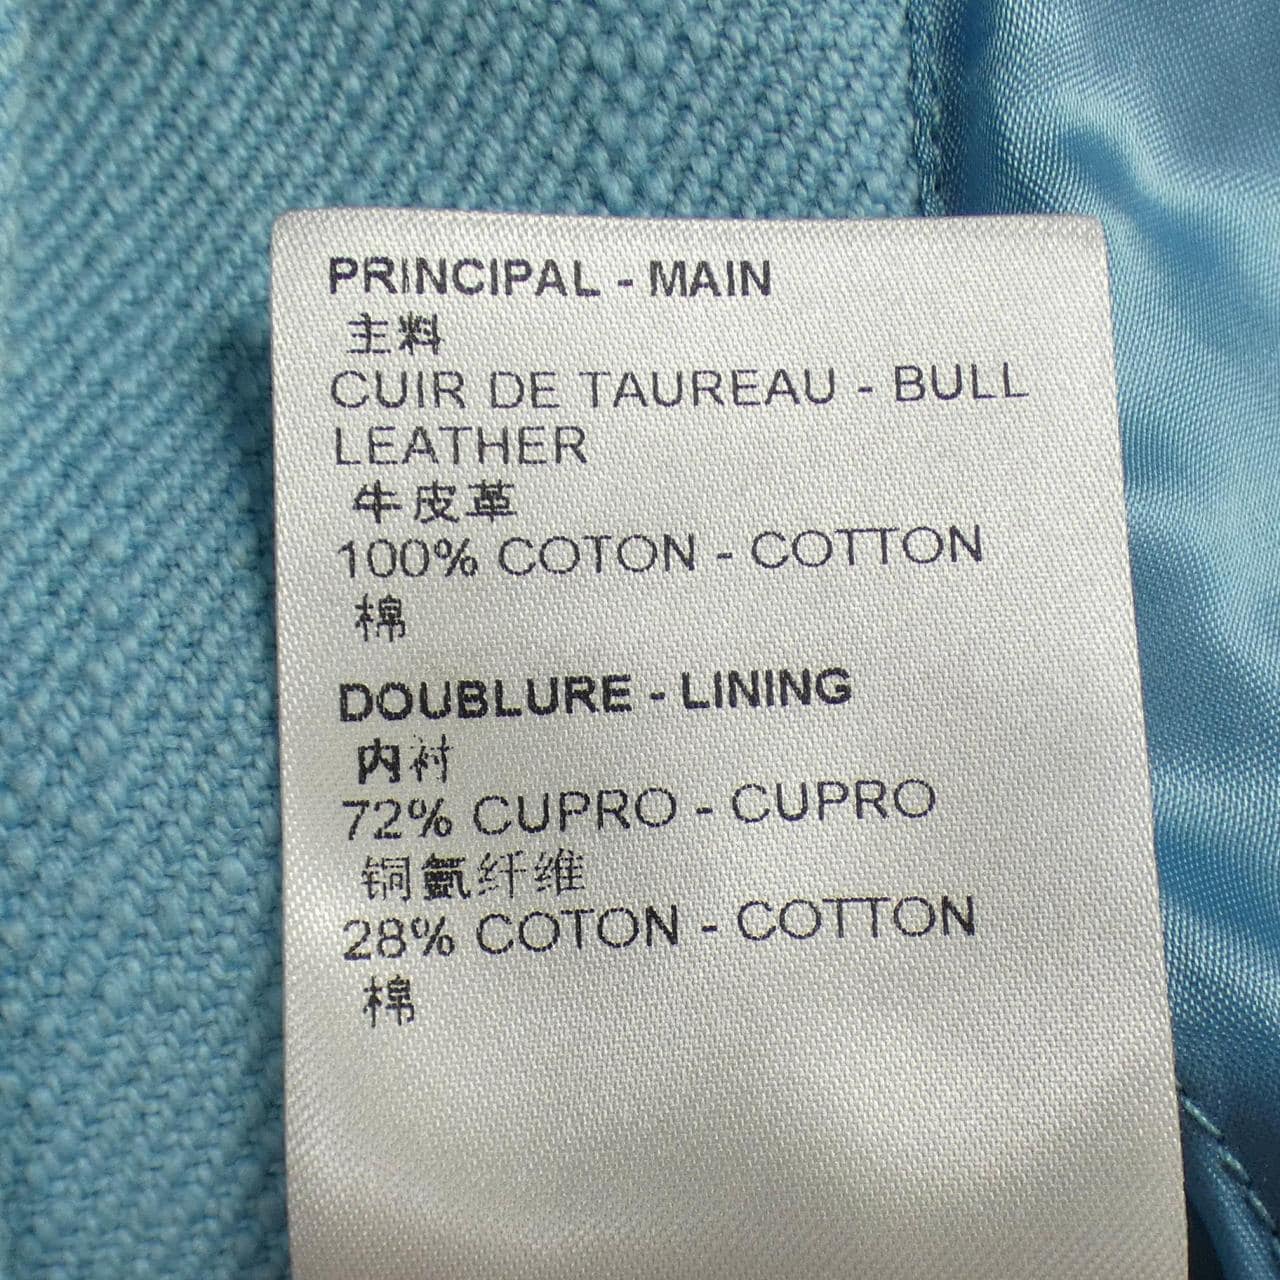 PRINCIPAL - MAIN
主料
CUIR DE TAUREAU - BULL
LEATHER
牛皮革
100% COTON - COTTON
棉
DOUBLURE - LINING
内衬
72% CUPRO - CUPRO
铜氨纤维
28% COTON - COTTON
棉